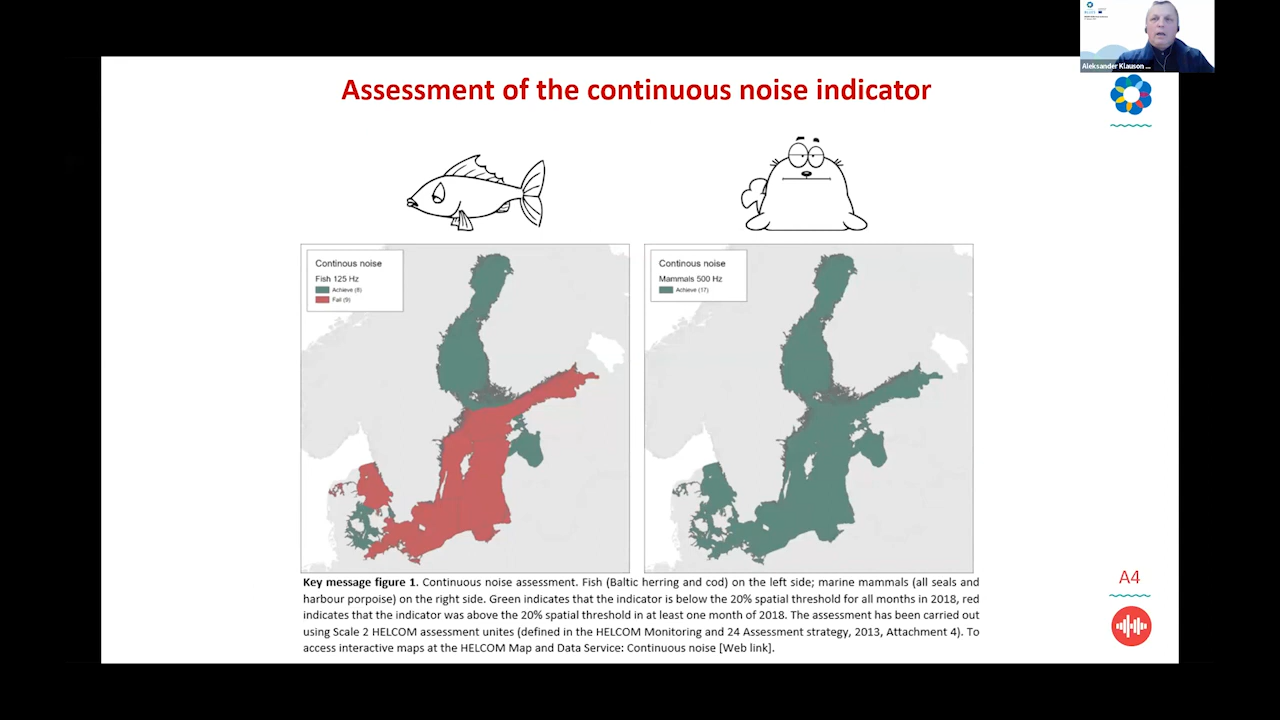 Aleksander Klauson ...
Assessment of the continuous noise indicator
Continous noise
Fish 125 Hz
Achieve (8)
Fail (9)
Continous noise
Mammals 500 Hz
Achieve (17)
Key message figure 1. Continuous noise assessment. Fish (Baltic herring and cod) on the left side; marine mammals (all seals and
harbour porpoise) on the right side. Green indicates that the indicator is below the 20% spatial threshold for all months in 2018, red
indicates that the indicator was above the 20% spatial threshold in at least one month of 2018. The assessment has been carried out
using Scale 2 HELCOM assessment unites (defined in the HELCOM Monitoring and 24 Assessment strategy, 2013, Attachment 4). To
access interactive maps at the HELCOM Map and Data Service: Continuous noise [Web link].
A4